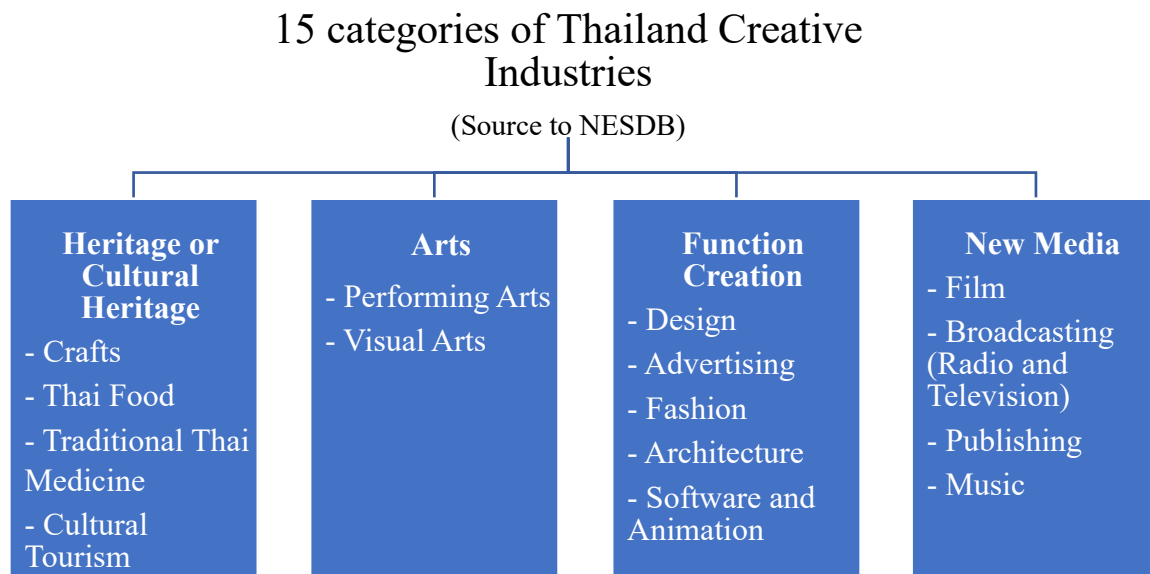 15 categories of Thailand Creative
Industries
(Source to NESDB)
Heritage or
Cultural
Heritage
- Crafts
- Thai Food
- Traditional Thai
Medicine
- Cultural
Tourism
Arts
- Performing Arts
- Visual Arts
Function
Creation
- Design
- Advertising
- Fashion
- Architecture
- Software and
Animation
New Media
- Film
- Broadcasting
(Radio and
Television)
- Publishing
- Music